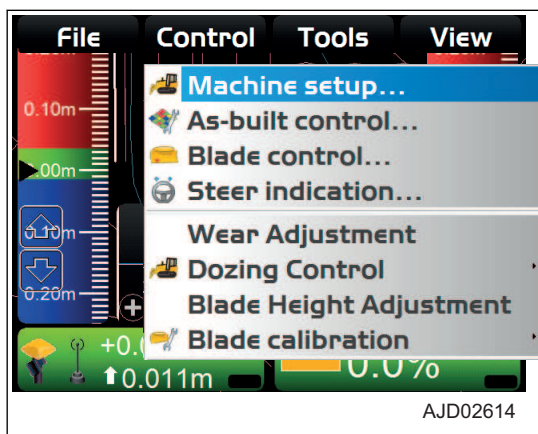 File Control Tools View
Machine setup...
0.10m
As-built control...
Blade control...
.00m
Steer indication...
0.10m
Wear Adjustment
Dozing Control
0.20m
Blade Height Adjustment
+0. Blade calibration
0.011m 0.0%
AJD02614